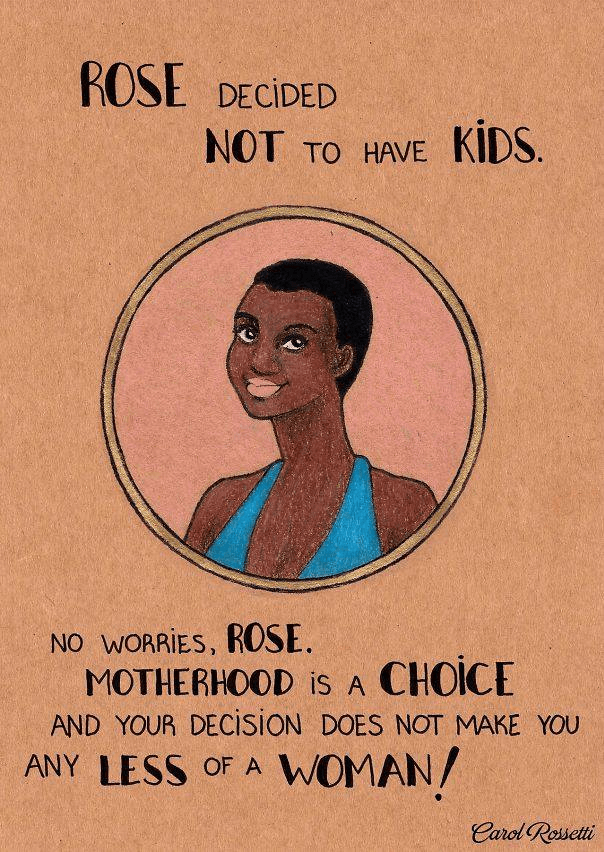 ROSE DECIDED
NOT TO HAVE KIDS.
NO WORRIES, ROSE.
MOTHERHOOD IS A CHOICE
AND YOUR DECISION DOES NOT MAKE YOU
ANY LESS OF A WOMAN!
Carol Rossetti